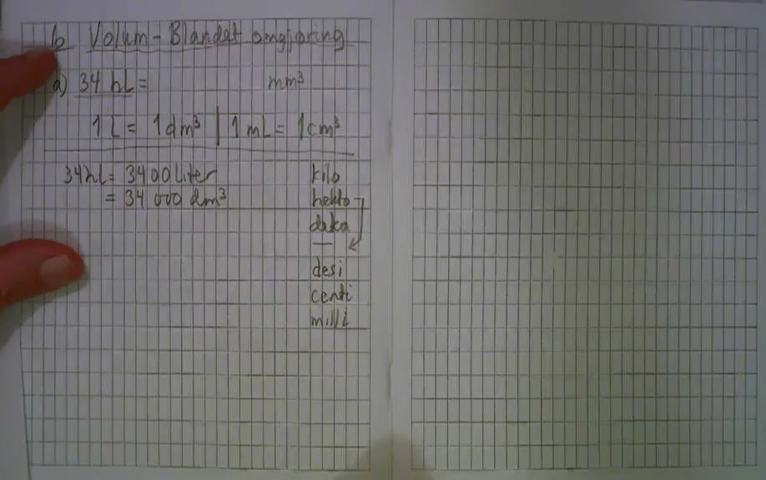 6 Volum - Blandet omgjøring
a) 34 hL = mm³
1 L = 1 dm³ | 1 mL = 1 cm³
34 hl = 3400 Liter
= 34 000 dm³
kilo
hekto
deka
—
desi
centi
milli